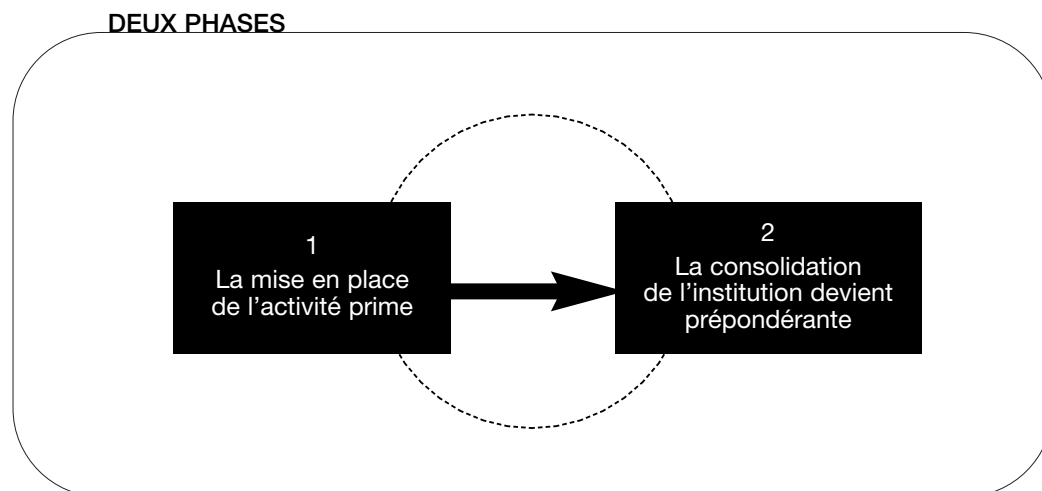 DEUX PHASES
1
La mise en place
de l’activité prime
2
La consolidation
de l’institution devient
prépondérante